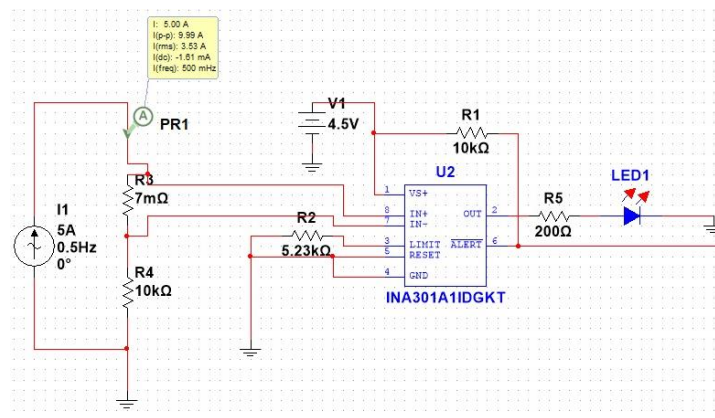 I: 5.00 A
I(p-p): 9.99 A
I(rms): 3.53 A
I(dc): -1.61 mA
I(freq): 500 mHz
A
PR1
V1
4.5V
R1
10kΩ
U2
R3
7mΩ
LED1
1
VS+
R5
I1
5A
0.5Hz
0°
8
IN+
OUT
2
7
IN-
200Ω
R2
5.23kΩ
3
LIMIT
ALERT
6
5
RESET
R4
10kΩ
4
GND
INA301A1IDGKT